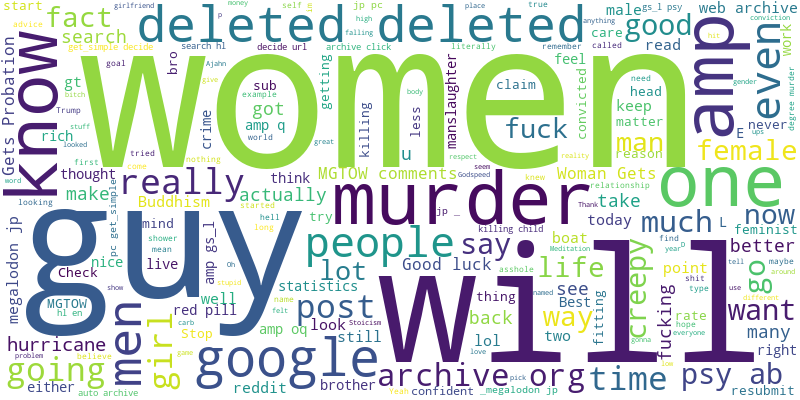 start
advice
fact
search
bro
get_simple decide
gt
deleted deleted
girlfriend
money
self
jp pc
high
falling
gs_l psy
place
good
male
care
feel
true
web archive
read
work
conviction
anything
search hl
decide url
archive click
literally
remember
called
goal
Ajahn
give
women
amp
even
Gets Probation
know
rich
bitch
Trump
stuff
looked
sub
example
got
amp q
world
tried
nothing
come
crime
killing
getting
less
u
body
great
manslaughter
claim
fuck
convicted
head
keep
matter
reason
man
need
gender
hit
degree murder
never
E
ups
female
first
word
looking
thought
make
really
actually
think
MGTOW comments
respect
seem
Godspeed
knew
reality
Woman Gets
relationship
one
Buddhism
mind
live
started
hell
long
try
jp _
murder
killing child
Thank
take
today
much
L
now
feminist
better
pc get_simple
shower
mean
nice
Check
show
megalodon jp
guy
amp gs_l
Oh
stupid
people
say
boat
Meditation
Good luck
lot
statistics
will
life
see
Best
creepy
point
find
year
D
shit
type
tell
use
go
maybe
around
want
hurricane
MGTOW
hl en
men
girl
well
red pill
Stop
name
felt
carb
amp oq
post
look
still
Stoicism
thing
asshole
back
lol
love
named
way
two
fitting
fucking
rate
hope
everyone
different
many
right
going
problem
believe
either
auto archive
google
game
reddit
brother
Yeah
confident
archive org
pick
_megalodon jp
time
gonna
low
psy ab
resubmit